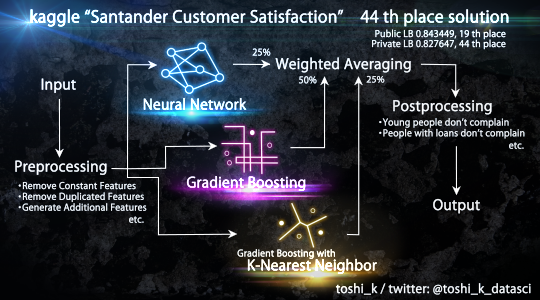 kaggle “Santander Customer Satisfaction” 44 th place solution
Public LB 0.843449, 19 th place
Private LB 0.827647, 44 th place
Input
Preprocessing
・Remove Constant Features
・Remove Duplicated Features
・Generate Additional Features
etc.
Neural Network
25%
Gradient Boosting
50%
Gradient Boosting with
K-Nearest Neighbor
25%
Weighted Averaging
Postprocessing
・Young people don’t complain
・People with loans don’t complain
etc.
Output
toshi_k / twitter: @toshi_k_datasci